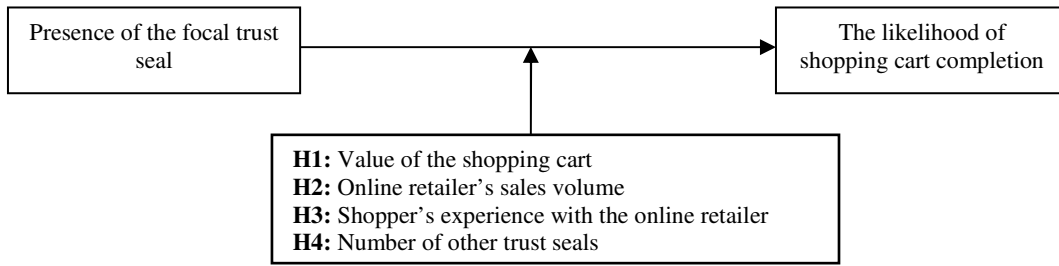 Presence of the focal trust
seal
The likelihood of
shopping cart completion
H1: Value of the shopping cart
H2: Online retailer's sales volume
H3: Shopper's experience with the online retailer
H4: Number of other trust seals